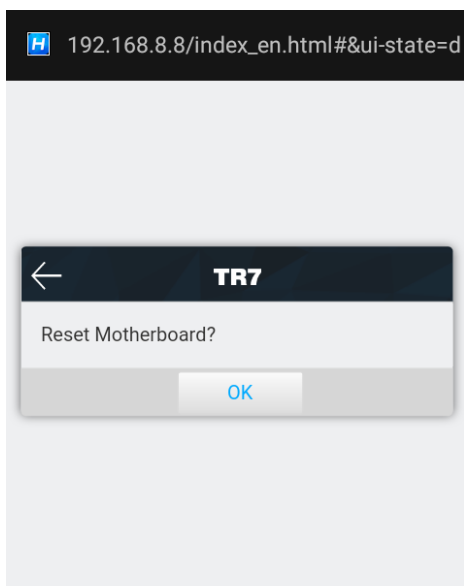 H 192.168.8.8/index_en.html#&ui-state=d
TR7
Reset Motherboard?
OK